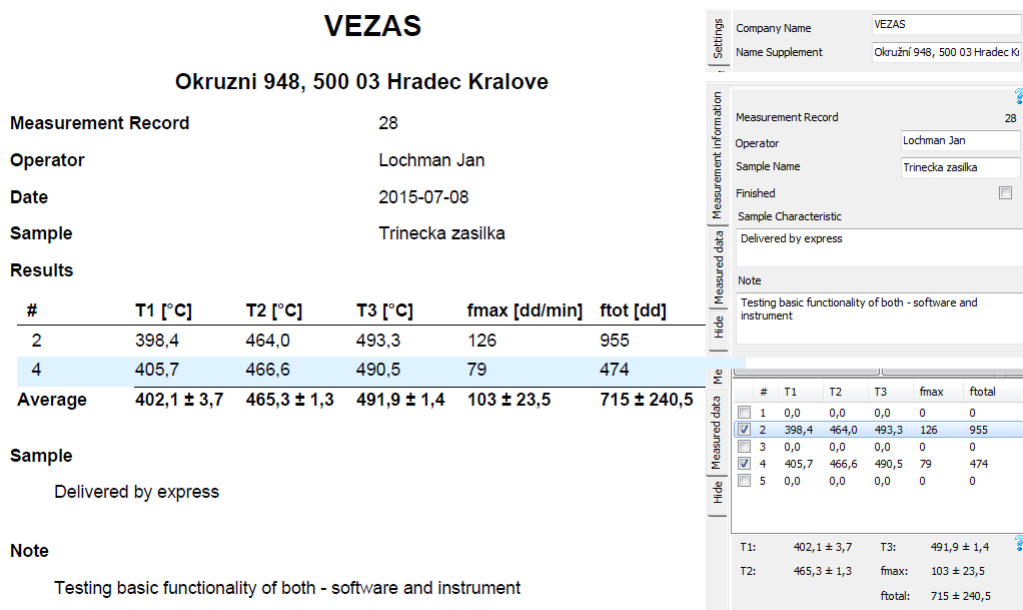 VEZAS
Okruzni 948, 500 03 Hradec Kralove
Measurement Record 28
Operator Lochman Jan
Date 2015-07-08
Sample Trinecka zasilka
Results
# T1 [°C] T2 [°C] T3 [°C] fmax [dd/min] ftot [dd]
2 398,4 464,0 493,3 126 955
4 405,7 466,6 490,5 79 474
Average 402,1 ± 3,7 465,3 ± 1,3 491,9 ± 1,4 103 ± 23,5 715 ± 240,5
Sample
Delivered by express
Note
Testing basic functionality of both - software and instrument
Settings
Company Name VEZAS
Name Supplement Okružní 948, 500 03 Hradec
Measurement information
Measured data
Hide
Measurement Record 28
Operator Lochman Jan
Sample Name Trinecka zasilka
Finished
Sample Characteristic
Delivered by express
Note
Testing basic functionality of both - software and
instrument
Me
Measured data
Hide
# T1 T2 T3 fmax ftotal
1 0,0 0,0 0,0 0 0
2 398,4 464,0 493,3 126 955
3 0,0 0,0 0,0 0 0
4 405,7 466,6 490,5 79 474
5 0,0 0,0 0,0 0 0
T1: 402,1 ± 3,7 T3: 491,9 ± 1,4
T2: 465,3 ± 1,3 fmax: 103 ± 23,5
ftotal: 715 ± 240,5